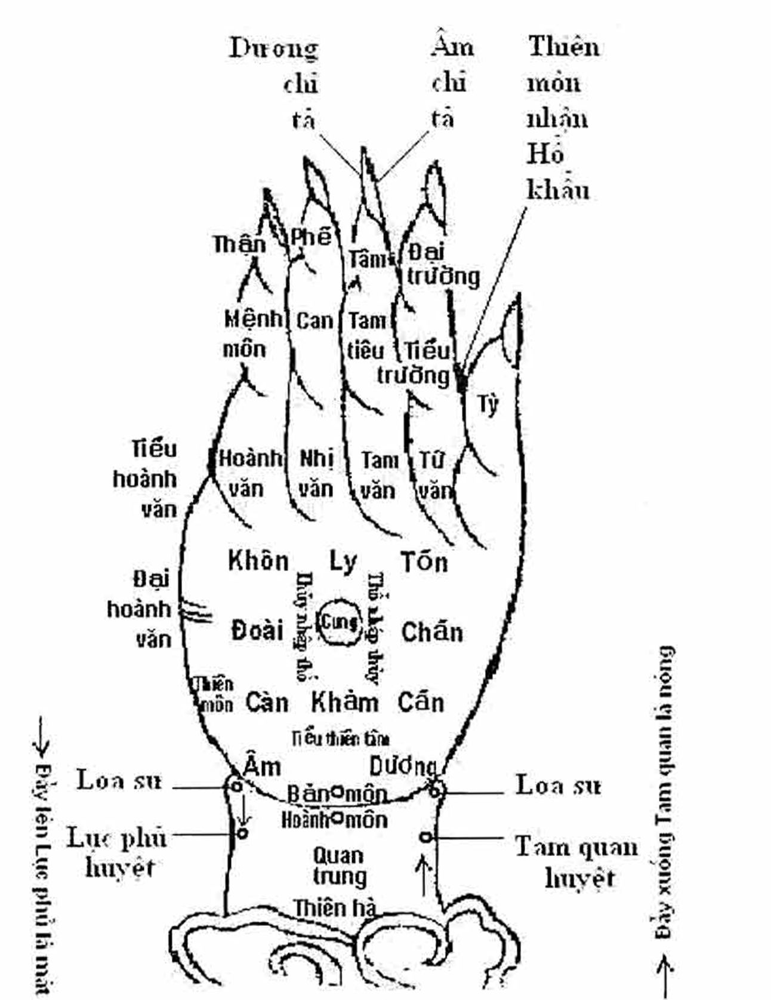 Dương
chỉ
tả
Âm
chỉ
tả
Thiên
môn
nhận
Hổ
khẩu
Thận
Phế
Tâm
Đại
trường
Mệnh
môn
Can
Tam
tiêu
Tiểu
trường
Tỳ
Tiểu
hoành
văn
Hoành
văn
Nhị
văn
Tam
văn
Tứ
văn
Khôn
Ly
Tốn
Đại
hoành
văn
Đoài
Thủy nhập thổ
Cung
Thổ nhập thủy
Chấn
Thiên
môn
Càn
Khảm
Cấn
Tiểu thiên tâm
Âm
Dương
Loa sư
Bản môn
Loa sư
Hoành môn
Lục phủ
huyệt
Tam quan
huyệt
Quan
trung
Thiên hà
Đẩy lên Lục phủ là mát
Đẩy xuống Tam quan là nóng